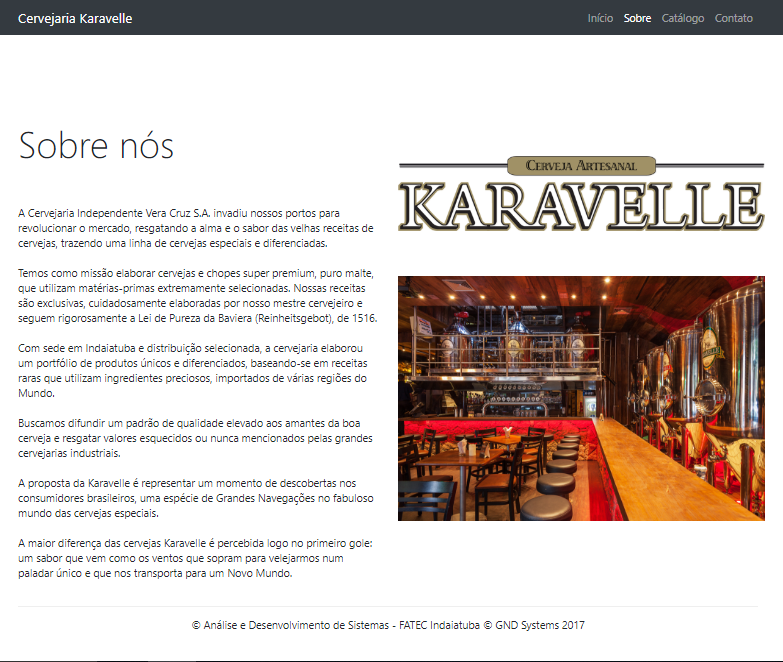 Cervejaria Karavelle
Início Sobre Catálogo Contato
Sobre nós
A Cervejaria Independente Vera Cruz S.A. invadiu nossos portos para
revolucionar o mercado, resgatando a alma e o sabor das velhas receitas de
cervejas, trazendo uma linha de cervejas especiais e diferenciadas.
Temos como missão elaborar cervejas e chopes super premium, puro malte,
que utilizam matérias-primas extremamente selecionadas. Nossas receitas
são exclusivas, cuidadosamente elaboradas por nosso mestre cervejeiro e
seguem rigorosamente a Lei de Pureza da Baviera (Reinheitsgebot), de 1516.
Com sede em Indaiatuba e distribuição selecionada, a cervejaria elaborou
um portfólio de produtos únicos e diferenciados, baseando-se em receitas
raras que utilizam ingredientes preciosos, importados de várias regiões do
Mundo.
Buscamos difundir um padrão de qualidade elevado aos amantes da boa
cerveja e resgatar valores esquecidos ou nunca mencionados pelas grandes
cervejarias industriais.
A proposta da Karavelle é representar um momento de descobertas nos
consumidores brasileiros, uma espécie de Grandes Navegações no fabuloso
mundo das cervejas especiais.
A maior diferença das cervejas Karavelle é percebida logo no primeiro gole:
um sabor que vem como os ventos que sopram para velejarmos num
paladar único e que nos transporta para um Novo Mundo.
CERVEJA ARTESANAL
KARAVELLE
© Análise e Desenvolvimento de Sistemas - FATEC Indaiatuba © GND Systems 2017